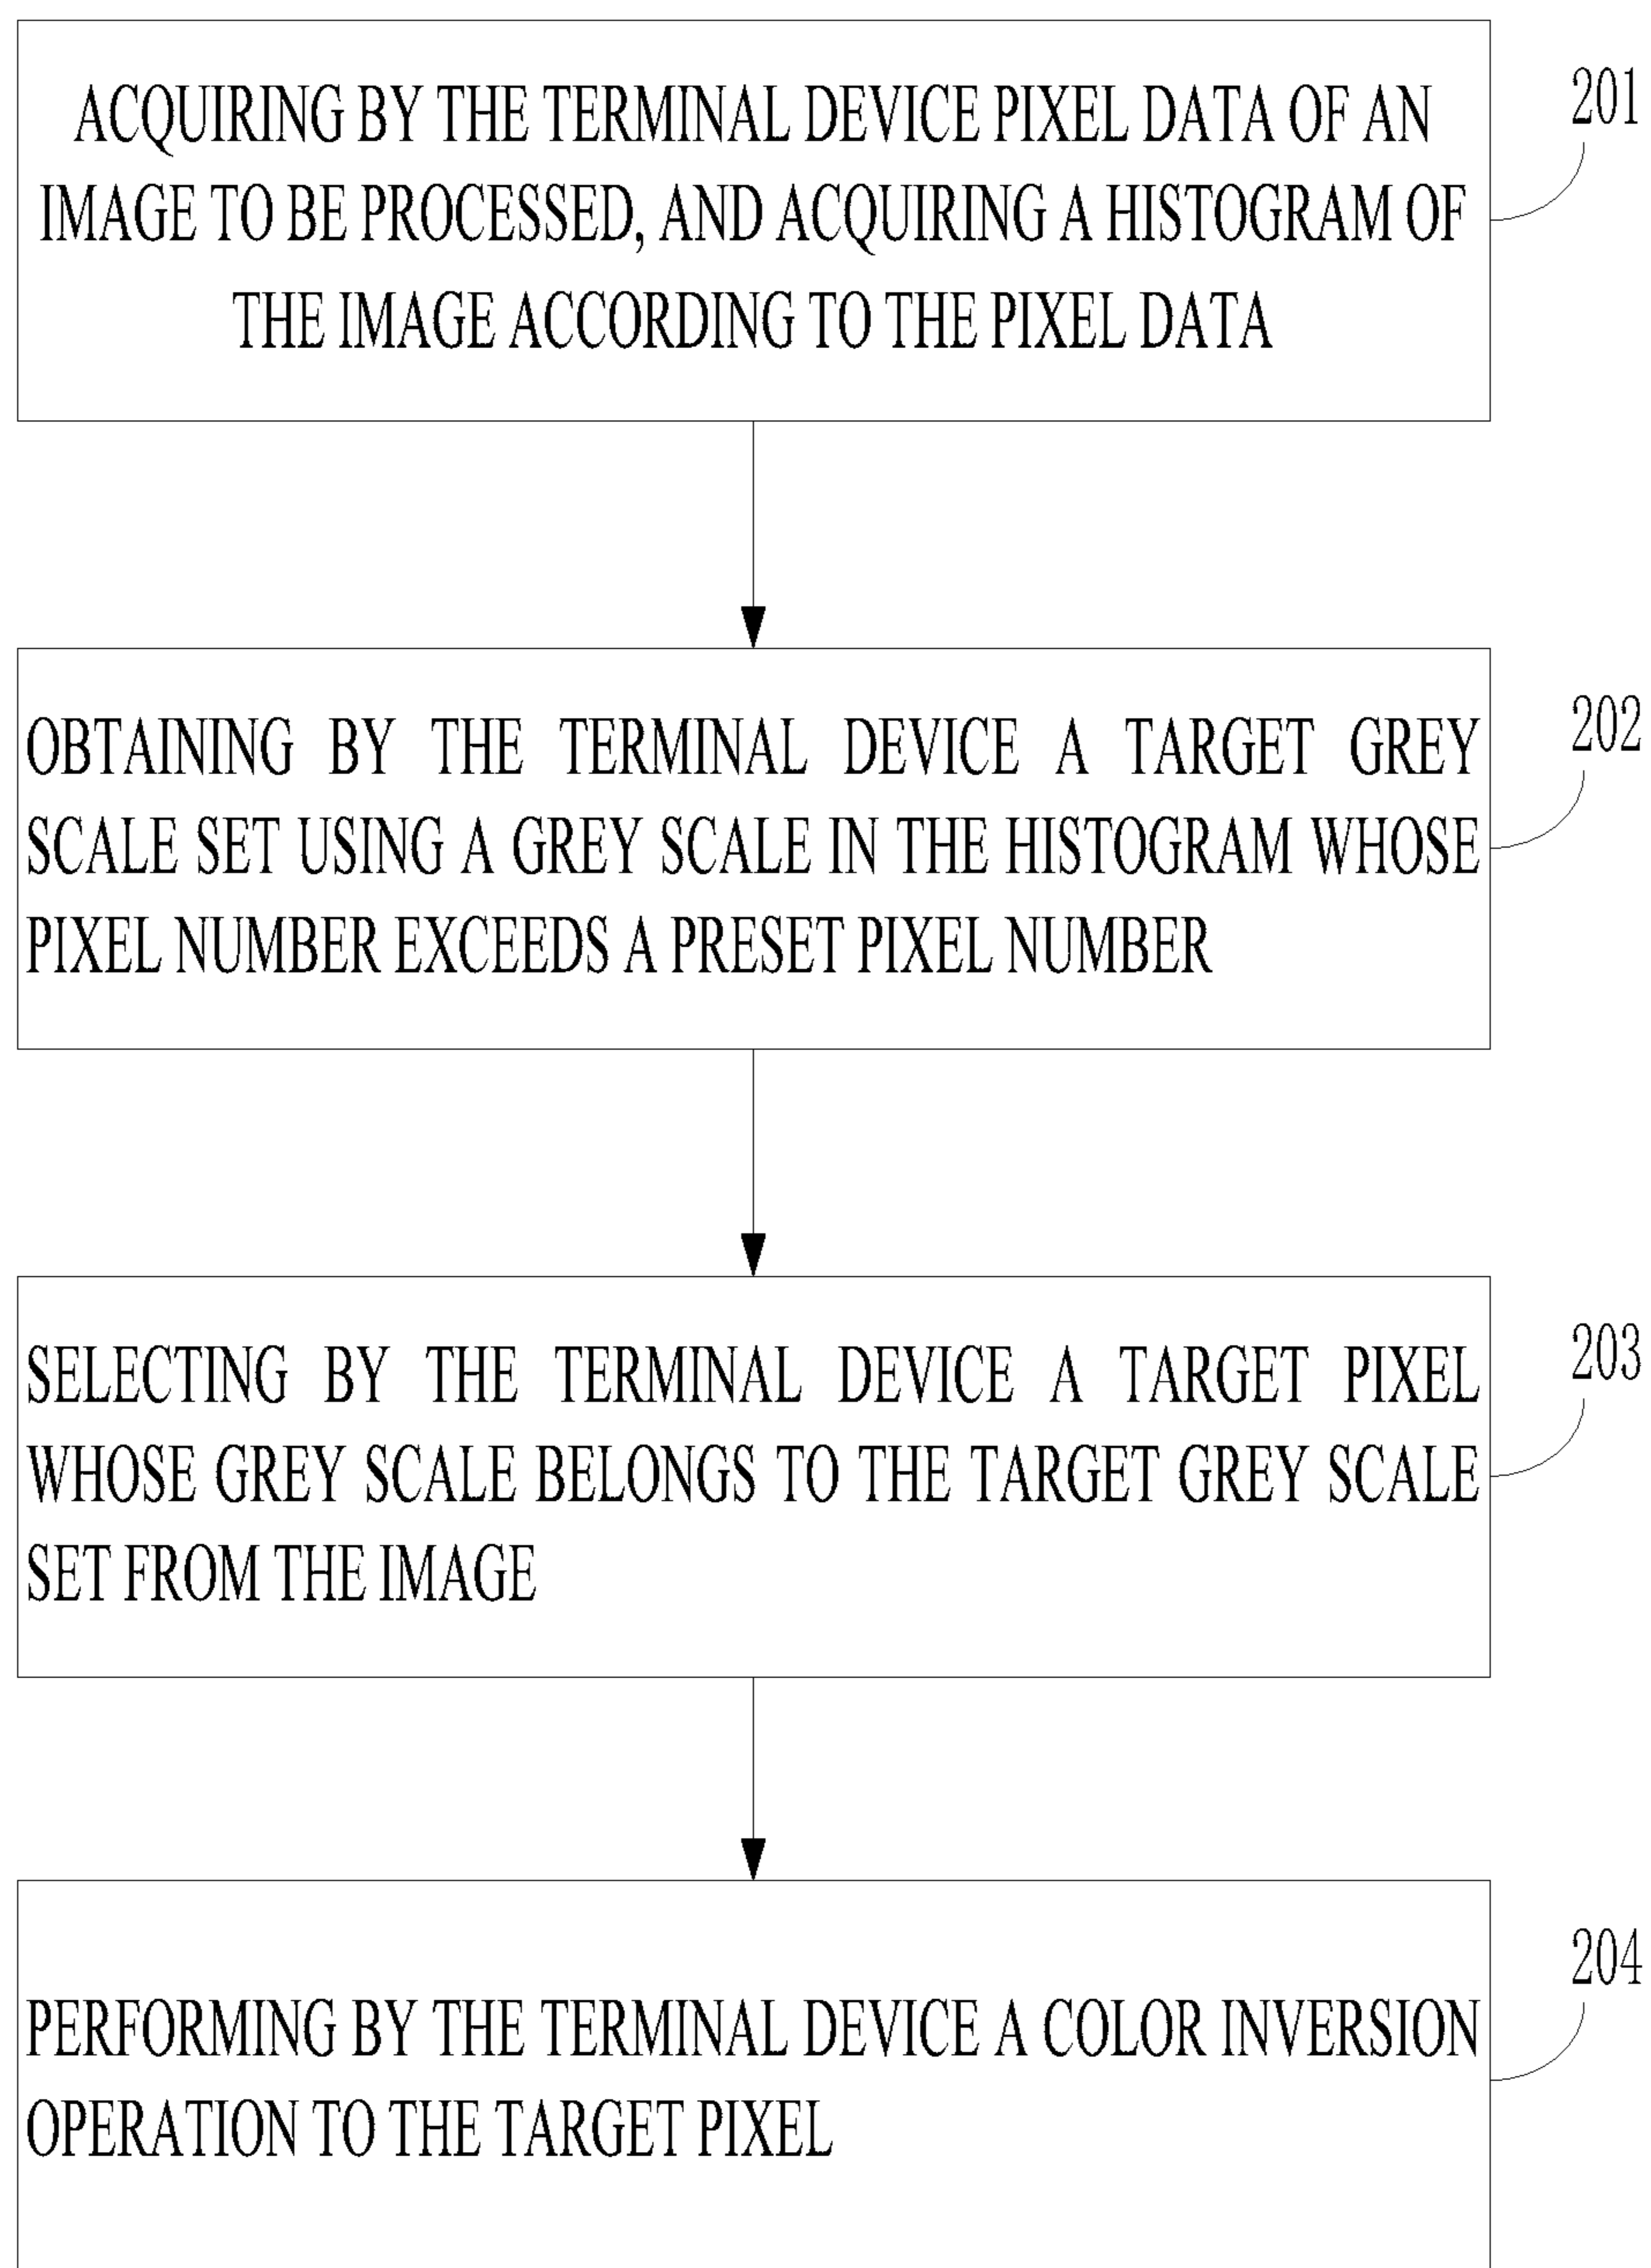 ACQUIRING BY THE TERMINAL DEVICE PIXEL DATA OF AN
IMAGE TO BE PROCESSED, AND ACQUIRING A HISTOGRAM OF
THE IMAGE ACCORDING TO THE PIXEL DATA
201
OBTAINING BY THE TERMINAL DEVICE A TARGET GREY
SCALE SET USING A GREY SCALE IN THE HISTOGRAM WHOSE
PIXEL NUMBER EXCEEDS A PRESET PIXEL NUMBER
202
SELECTING BY THE TERMINAL DEVICE A TARGET PIXEL
WHOSE GREY SCALE BELONGS TO THE TARGET GREY SCALE
SET FROM THE IMAGE
203
PERFORMING BY THE TERMINAL DEVICE A COLOR INVERSION
OPERATION TO THE TARGET PIXEL
204